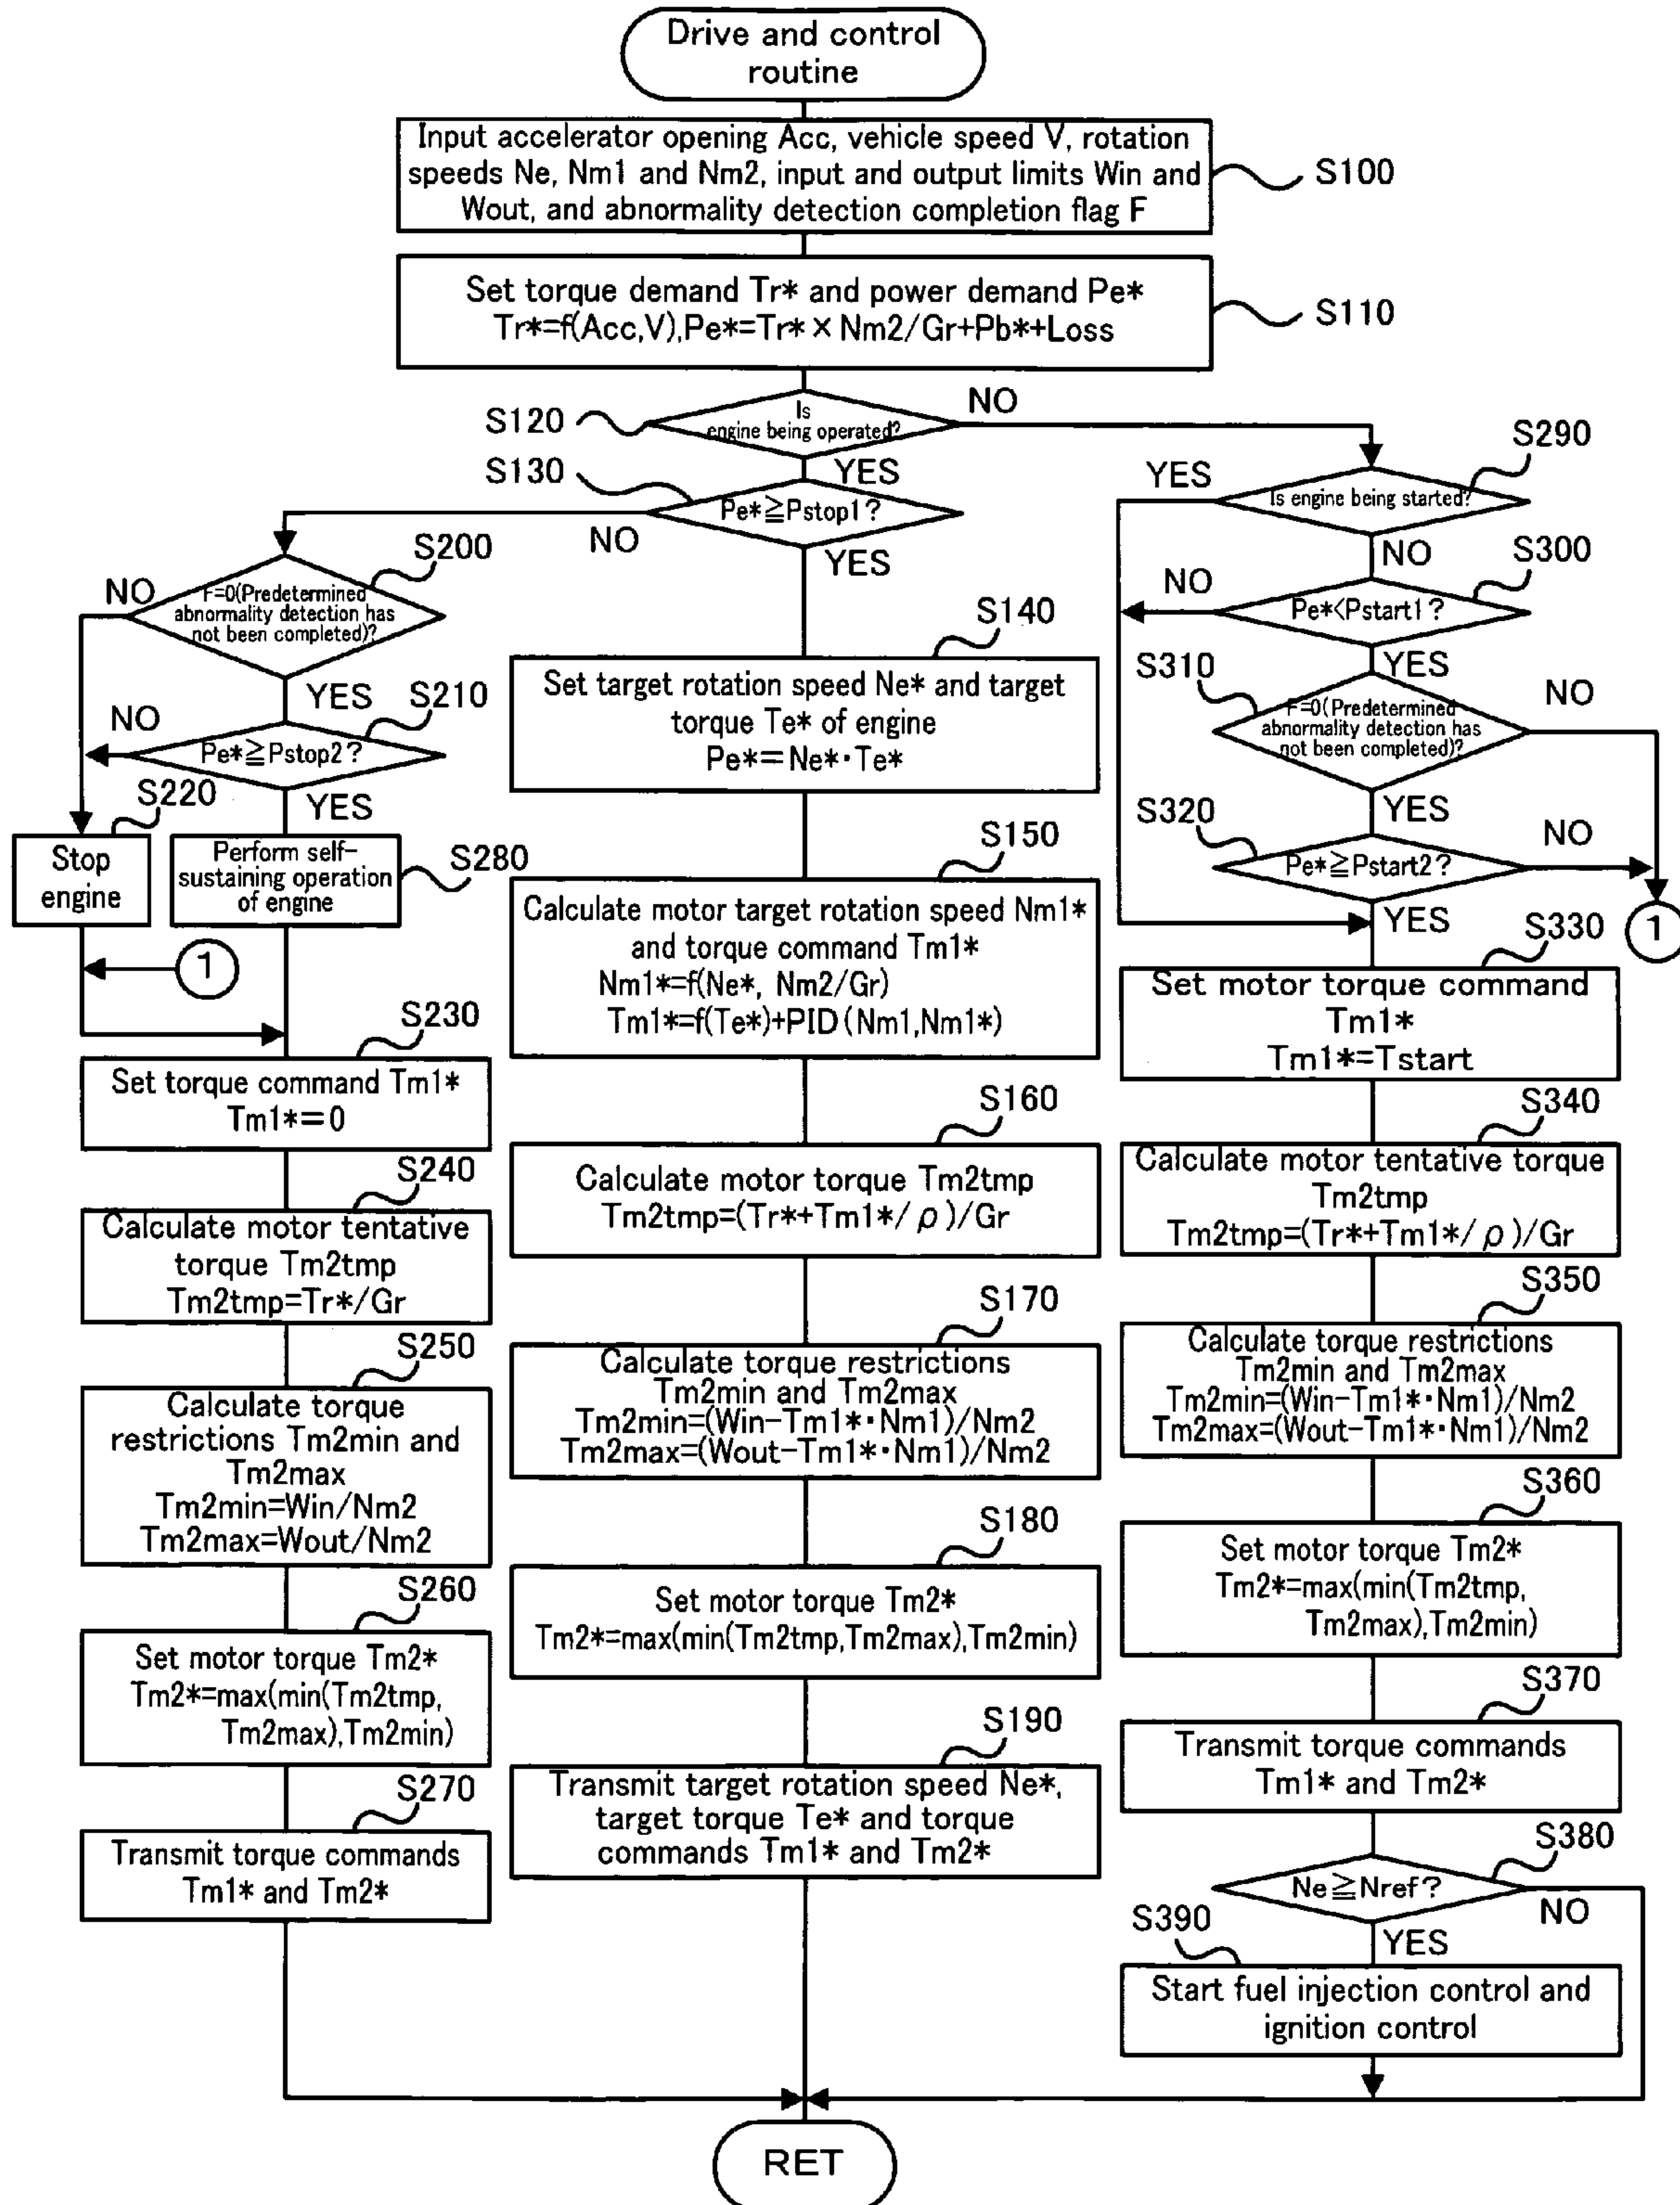 Drive and control
routine
Input accelerator opening Acc, vehicle speed V, rotation
speeds Ne, Nm1 and Nm2, input and output limits Win and
Wout, and abnormality detection completion flag F
S100
Set torque demand Tr* and power demand Pe*
Tr*=f(Acc,V),Pe*=Tr*×Nm2/Gr+Pb*+Loss
S110
S120
Is
engine being operated?
NO
YES
S130
Pe*≧Pstop1?
NO
YES
S200
F=0(Predetermined
abnormality detection has
not been completed)?
NO
YES
S210
Pe*≧Pstop2?
NO
YES
S220
Stop
engine
Perform self-
sustaining operation
of engine
S280
1
S230
Set torque command Tm1*
Tm1*=0
S240
Calculate motor tentative
torque Tm2tmp
Tm2tmp=Tr*/Gr
S250
Calculate torque
restrictions Tm2min and
Tm2max
Tm2min=Win/Nm2
Tm2max=Wout/Nm2
S260
Set motor torque Tm2*
Tm2*=max(min(Tm2tmp,
Tm2max),Tm2min)
S270
Transmit torque commands
Tm1* and Tm2*
S140
Set target rotation speed Ne* and target
torque Te* of engine
Pe*=Ne*·Te*
S150
Calculate motor target rotation speed Nm1*
and torque command Tm1*
Nm1*=f(Ne*, Nm2/Gr)
Tm1*=f(Te*)+PID(Nm1,Nm1*)
S160
Calculate motor torque Tm2tmp
Tm2tmp=(Tr*+Tm1*/ρ)/Gr
S170
Calculate torque restrictions
Tm2min and Tm2max
Tm2min=(Win-Tm1*·Nm1)/Nm2
Tm2max=(Wout-Tm1*·Nm1)/Nm2
S180
Set motor torque Tm2*
Tm2*=max(min(Tm2tmp,Tm2max),Tm2min)
S190
Transmit target rotation speed Ne*,
target torque Te* and torque
commands Tm1* and Tm2*
S290
Is engine being started?
YES
NO
S300
Pe*<Pstart1?
NO
YES
S310
F=0(Predetermined
abnormality detection has
not been completed)?
NO
YES
S320
Pe*≧Pstart2?
NO
YES
1
S330
Set motor torque command
Tm1*
Tm1*=Tstart
S340
Calculate motor tentative torque
Tm2tmp
Tm2tmp=(Tr*+Tm1*/ρ)/Gr
S350
Calculate torque restrictions
Tm2min and Tm2max
Tm2min=(Win-Tm1*·Nm1)/Nm2
Tm2max=(Wout-Tm1*·Nm1)/Nm2
S360
Set motor torque Tm2*
Tm2*=max(min(Tm2tmp,
Tm2max),Tm2min)
S370
Transmit torque commands
Tm1* and Tm2*
S380
Ne≧Nref?
NO
YES
S390
Start fuel injection control and
ignition control
RET